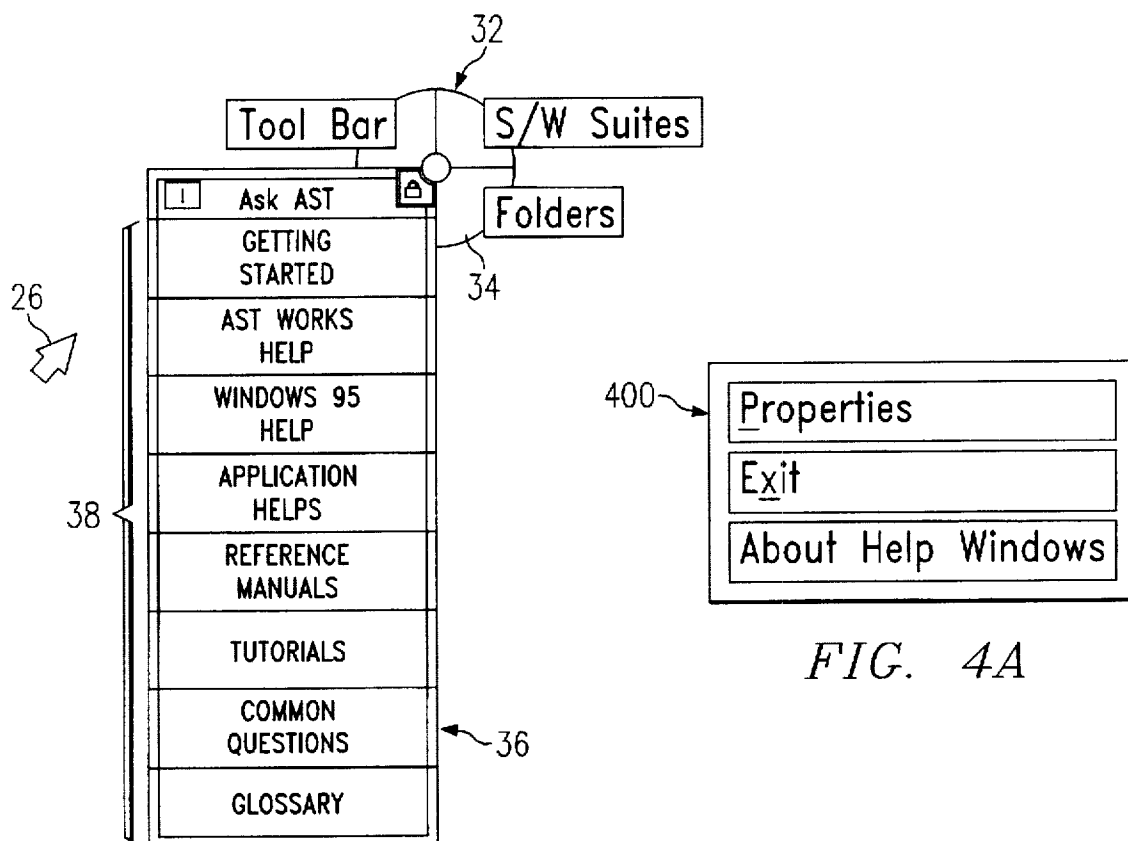 32
Tool Bar
S/W Suites
! Ask AST
Folders
34
GETTING
STARTED
26
AST WORKS
HELP
WINDOWS 95
HELP
APPLICATION
HELPS
38
REFERENCE
MANUALS
TUTORIALS
COMMON
QUESTIONS
36
GLOSSARY
400
Properties
Exit
About Help Windows
FIG. 4A